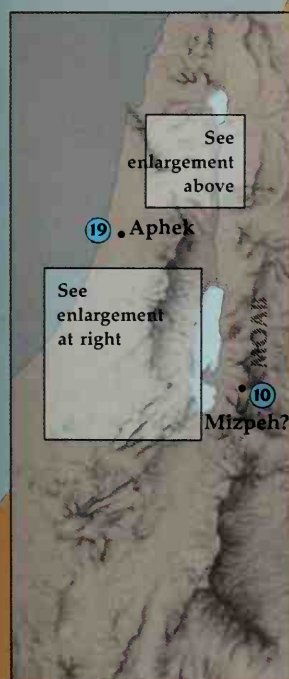 See
enlargement
above
19 Aphek
See
enlargement
at right
MOAB
10
Mizpeh?